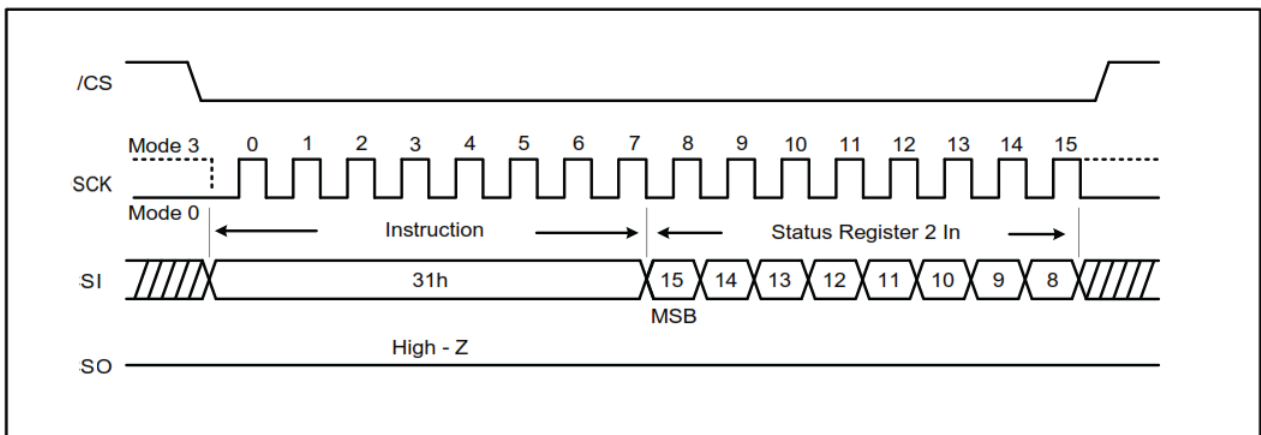 /CS
Mode 3 0 1 2 3 4 5 6 7 8 9 10 11 12 13 14 15
SCK
Mode 0
Instruction Status Register 2 In
SI 31h 15 14 13 12 11 10 9 8
MSB
High - Z
SO